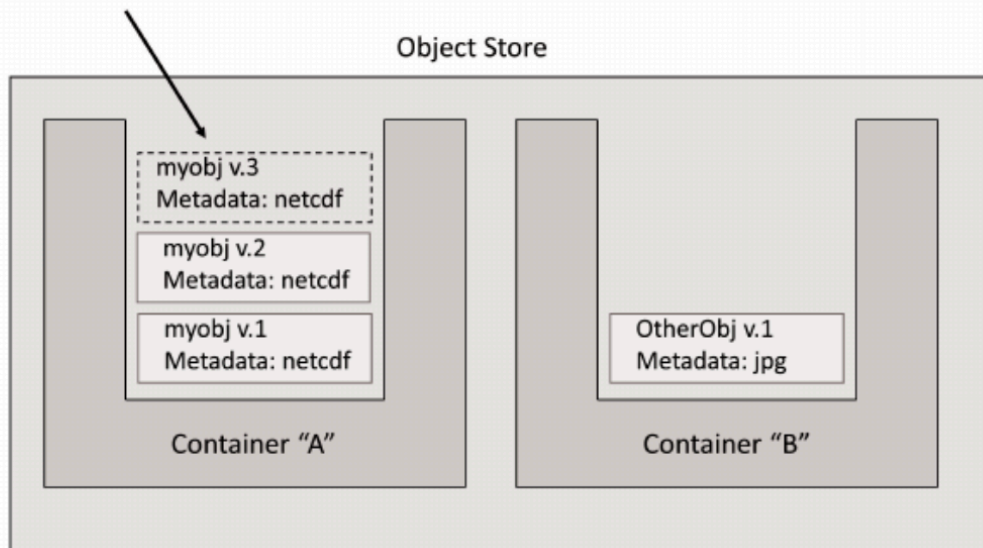 Object Store
myobj v.3
Metadata: netcdf
myobj v.2
Metadata: netcdf
myobj v.1
Metadata: netcdf
OtherObj v.1
Metadata: jpg
Container “A”
Container “B”